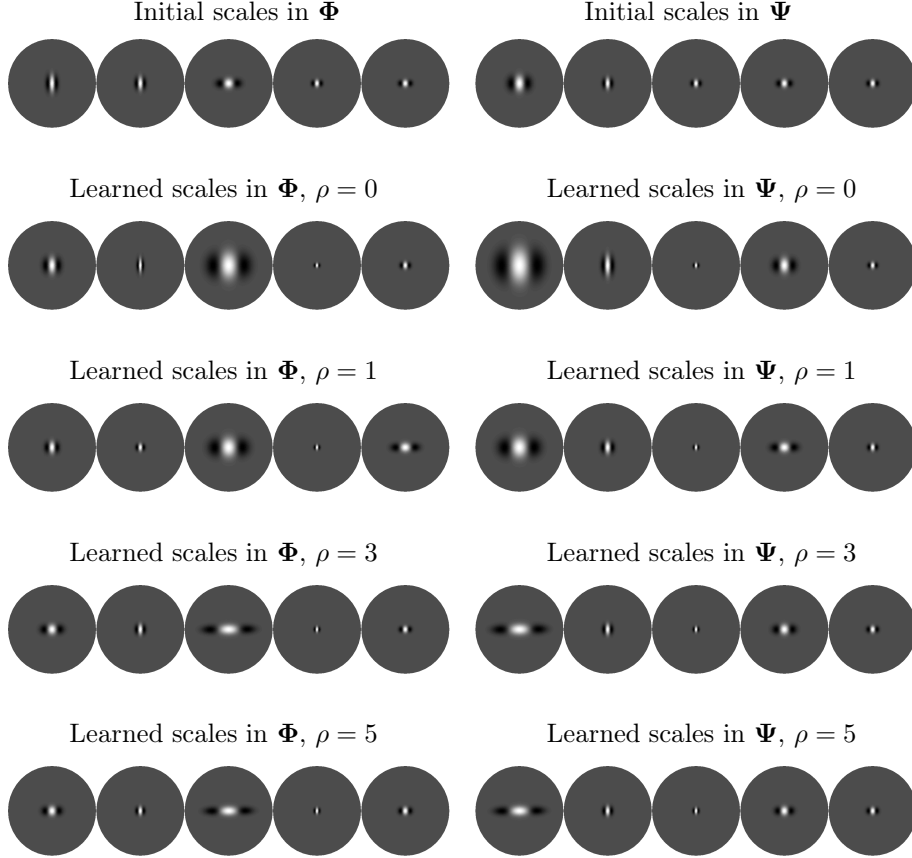 Initial scales in Φ
Initial scales in Ψ
Learned scales in Φ, ρ = 0
Learned scales in Ψ, ρ = 0
Learned scales in Φ, ρ = 1
Learned scales in Ψ, ρ = 1
Learned scales in Φ, ρ = 3
Learned scales in Ψ, ρ = 3
Learned scales in Φ, ρ = 5
Learned scales in Ψ, ρ = 5